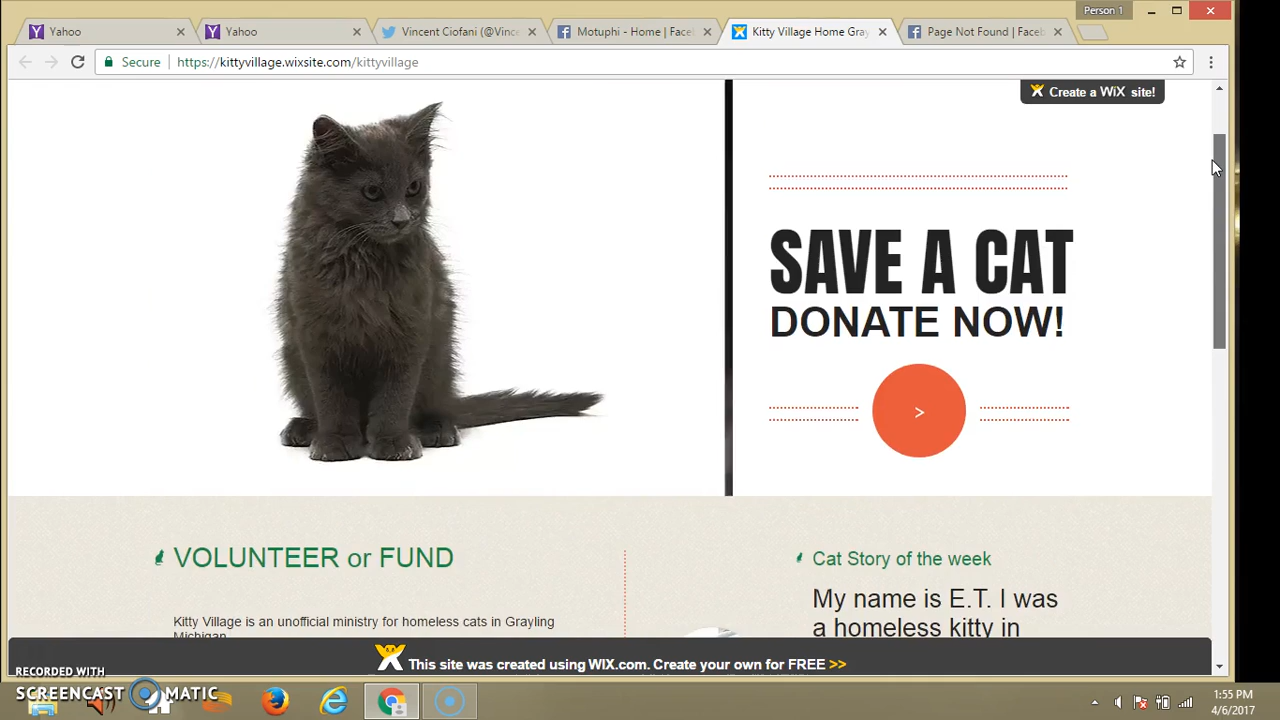 Person 1
Yahoo
Yahoo
Vincent Ciofani (@Vince
Motuphi - Home | Faceb
Kitty Village Home Gray
Page Not Found | Faceb
Secure
https://kittyvillage.wixsite.com/kittyvillage
Create a WiX site!
SAVE A CAT
DONATE NOW!
>
VOLUNTEER or FUND
Cat Story of the week
Kitty Village is an unofficial ministry for homeless cats in Grayling
Michigan
My name is E.T. I was
a homeless kitty in
This site was created using WIX.com. Create your own for FREE >>
RECORDED WITH
SCREENCAST MATIC
1:55 PM
4/6/2017